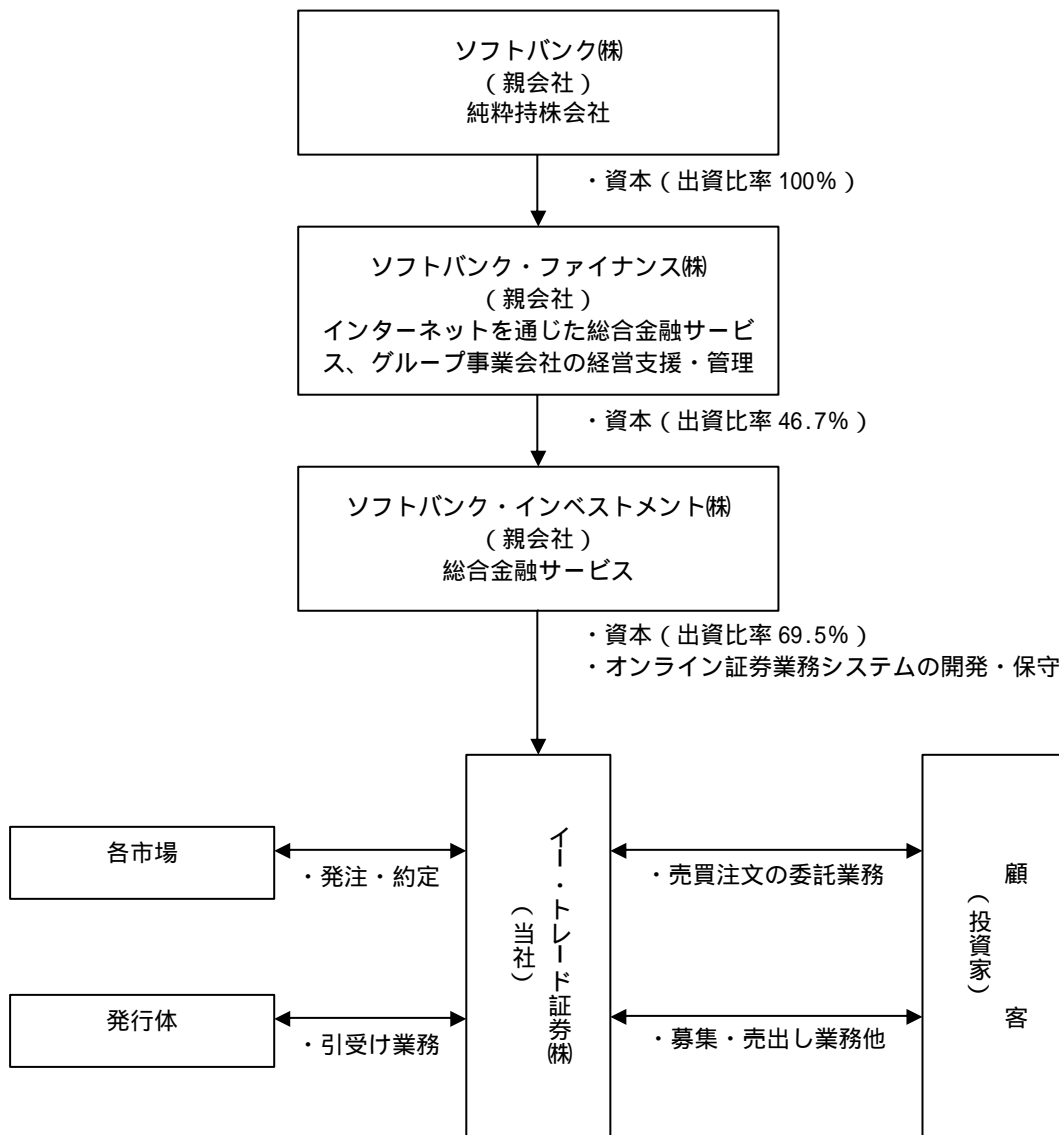 ソフトバンク㈱
（親会社）
純粋持株会社
・資本（出資比率 100％）
ソフトバンク・ファイナンス㈱
（親会社）
インターネットを通じた総合金融サービ
ス、グループ事業会社の経営支援・管理
・資本（出資比率 46.7％）
ソフトバンク・インベストメント㈱
（親会社）
総合金融サービス
・資本（出資比率 69.5％）
・オンライン証券業務システムの開発・保守
各市場
・発注・約定
発行体
・引受け業務
イー・トレード証券㈱
（当社）
・売買注文の委託業務
・募集・売出し業務他
顧客
（投資家）